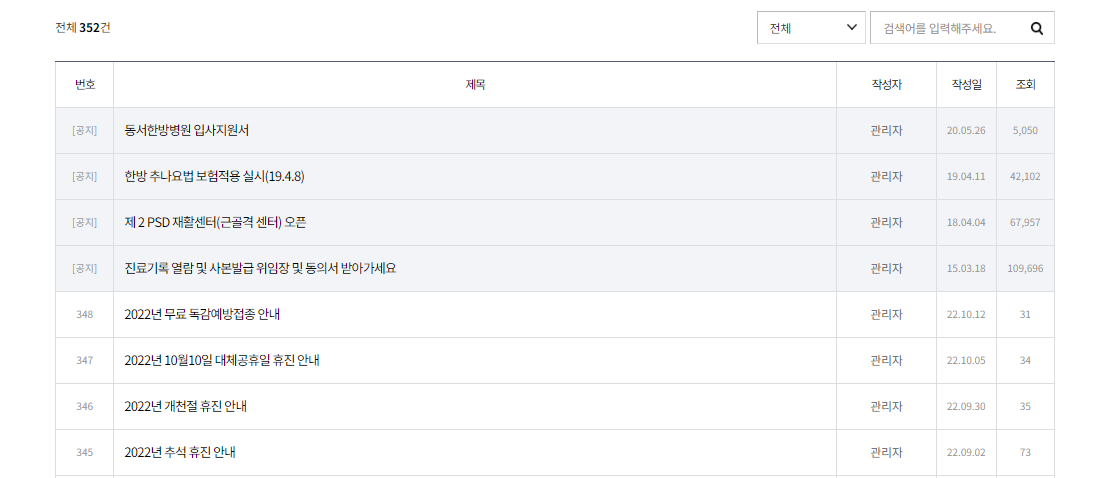 전체 352건
전체
검색어를 입력해주세요.
번호 제목 작성자 작성일 조회
[공지] 동서한방병원 입사지원서 관리자 20.05.26 5,050
[공지] 한방 추나요법 보험적용 실시(19.4.8) 관리자 19.04.11 42,102
[공지] 제 2 PSD 재활센터(근골격 센터) 오픈 관리자 18.04.04 67,957
[공지] 진료기록 열람 및 사본발급 위임장 및 동의서 받아가세요 관리자 15.03.18 109,696
348 2022년 무료 독감예방접종 안내 관리자 22.10.12 31
347 2022년 10월10일 대체공휴일 휴진 안내 관리자 22.10.05 34
346 2022년 개천절 휴진 안내 관리자 22.09.30 35
345 2022년 추석 휴진 안내 관리자 22.09.02 73